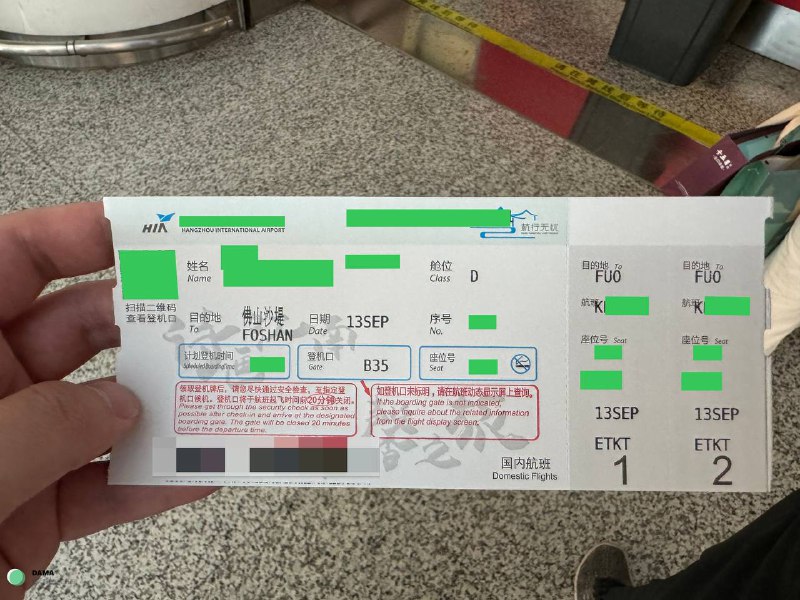 HIA
HANGZHOU INTERNATIONAL AIRPORT
航行无忧
扫描二维码
查看登机口
姓名
Name
舱位
Class
D
目的地
To
佛山沙堤
FOSHAN
日期
Date
13SEP
序号
No.
计划登机时间
Scheduled Boarding Time
登机口
Gate
B35
座位号
Seat
领取登机牌后，请您尽快通过安全检查，至指定登
机口候机。登机口将于航班起飞时间前20分钟关闭。
Please get through the security check as soon as
possible after check-in and arrive at the designated
boarding gate. The gate will be closed 20 minutes
before the departure time.
如登机口未标明，请在航班动态显示屏上查询。
If the boarding gate is not indicated,
please inquire about the related information
from the flight display screen.
国内航班
Domestic Flights
目的地 To
FUO
航班
K
座位号 Seat
13SEP
ETKT
1
目的地 To
FUO
航班
K
座位号 Seat
13SEP
ETKT
2
DAMA